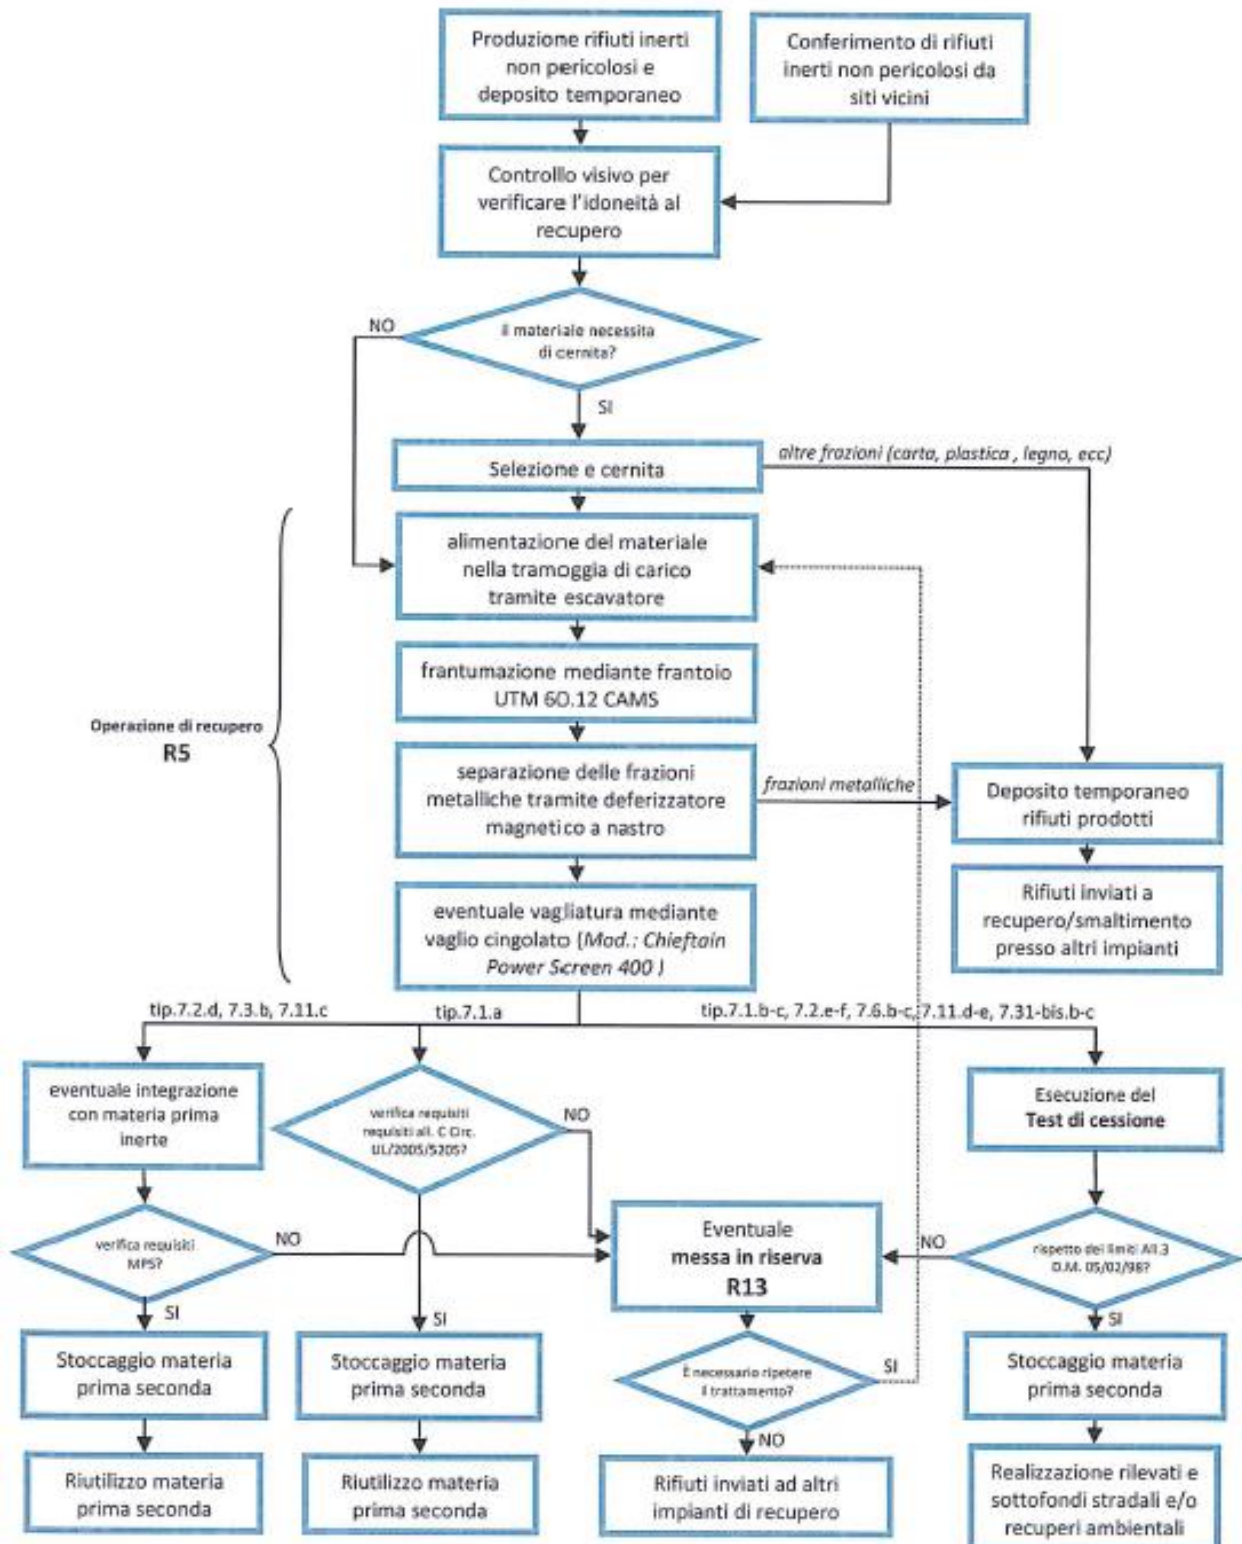 Produzione rifiuti inerti
non pericolosi e
deposito temporaneo
Conferimento di rifiuti
inerti non pericolosi da
siti vicini
Controlllo visivo per
verificare l'idoneità al
recupero
il materiale necessita
di cernita?
NO
SI
Selezione e cernita
altre frazioni (carta, plastica , legno, ecc)
alimentazione del materiale
nella tramoggia di carico
tramite escavatore
frantumazione mediante frantoio
UTM 60.12 CAMS
Operazione di recupero
R5
separazione delle frazioni
metalliche tramite deferizzatore
magnetico a nastro
frazioni metalliche
Deposito temporaneo
rifiuti prodotti
Rifiuti inviati a
recupero/smaltimento
presso altri impianti
eventuale vagliatura mediante
vaglio cingolato (Mod.: Chieftain
Power Screen 400 )
tip.7.2.d, 7.3.b, 7.11.c
tip.7.1.a
tip.7.1.b-c, 7.2.e-f, 7.6.b-c, 7.11.d-e, 7.31-bis.b-c
eventuale integrazione
con materia prima
inerte
verifica requisiti
requisiti all. C Circ.
UL/2005/5205?
NO
Esecuzione del
Test di cessione
verifica requisiti
MPS?
NO
Eventuale
messa in riserva
R13
NO
rispetto dei limiti All.3
D.M. 05/02/98?
SI
SI
SI
Stoccaggio materia
prima seconda
Stoccaggio materia
prima seconda
È necessario ripetere
il trattamento?
SI
Stoccaggio materia
prima seconda
NO
Riutilizzo materia
prima seconda
Riutilizzo materia
prima seconda
Rifiuti inviati ad altri
impianti di recupero
Realizzazione rilevati e
sottofondi stradali e/o
recuperi ambientali